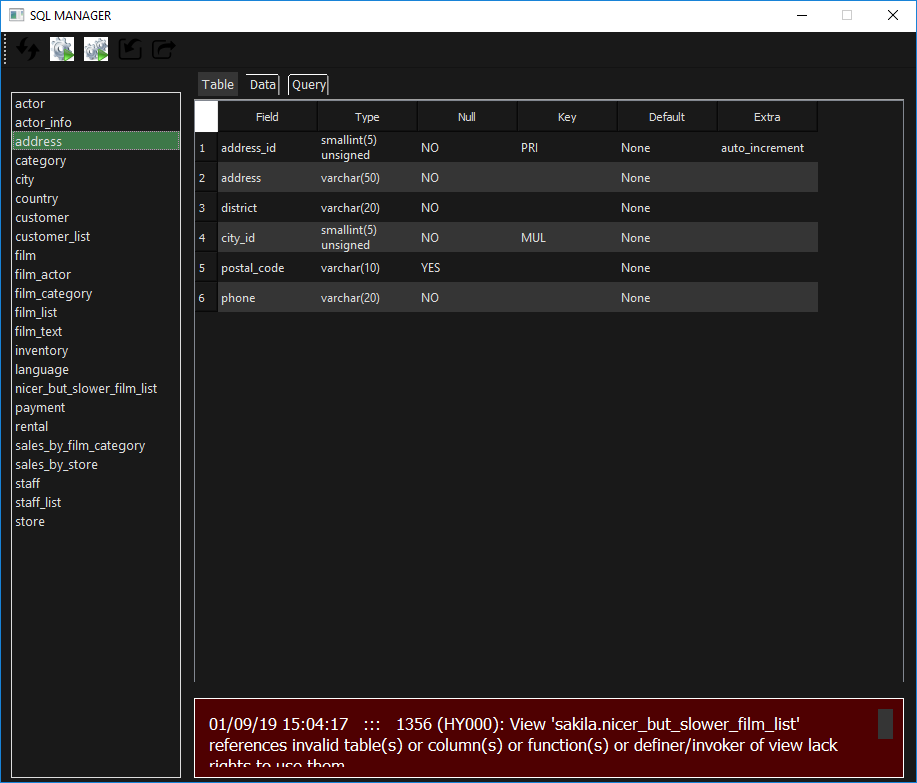 SQL MANAGER
Table Data Query
actor
actor_info
address
category
city
country
customer
customer_list
film
film_actor
film_category
film_list
film_text
inventory
language
nicer_but_slower_film_list
payment
rental
sales_by_film_category
sales_by_store
staff
staff_list
store
Field Type Null Key Default Extra
1 address_id smallint(5) unsigned NO PRI None auto_increment
2 address varchar(50) NO None
3 district varchar(20) NO None
4 city_id smallint(5) unsigned NO MUL None
5 postal_code varchar(10) YES None
6 phone varchar(20) NO None
01/09/19 15:04:17 ::: 1356 (HY000): View 'sakila.nicer_but_slower_film_list'
references invalid table(s) or column(s) or function(s) or definer/invoker of view lack
rights to use them